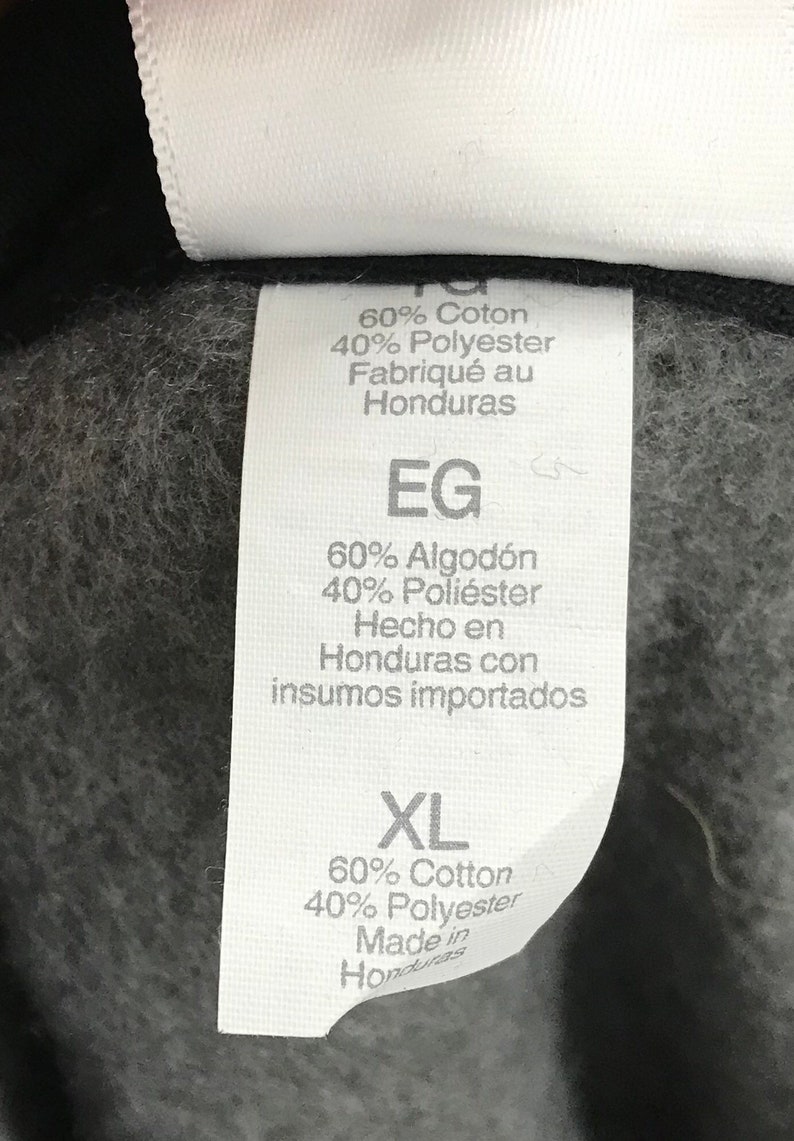 60% Coton
40% Polyester
Fabriqué au
Honduras
EG
60% Algodón
40% Poliéster
Hecho en
Honduras con
insumos importados
XL
60% Cotton
40% Polyester
Made in
Honduras